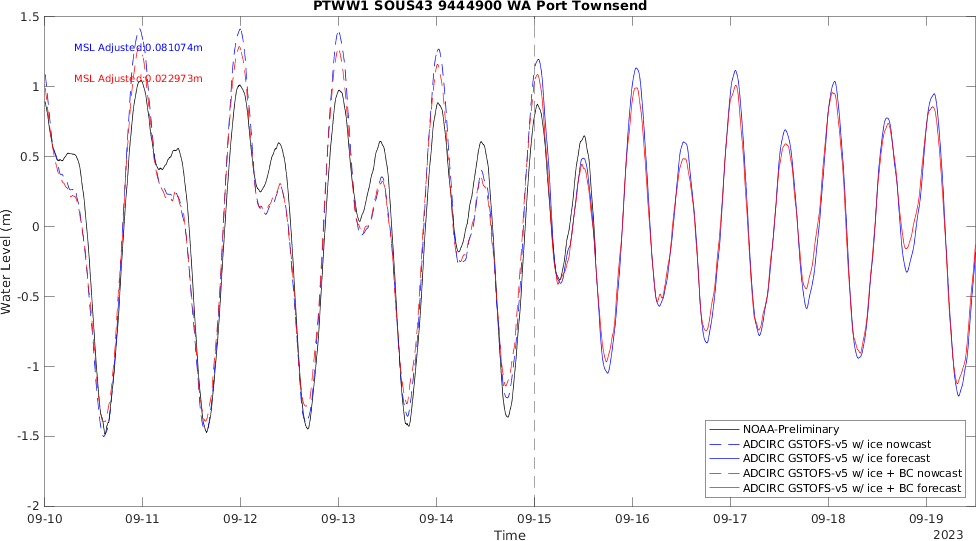 PTWW1 SOUS43 9444900 WA Port Townsend
MSL Adjusted:0.081074m
MSL Adjusted:0.022973m
Water Level (m)
1.5
1
0.5
0
-0.5
-1
-1.5
-2
NOAA-Preliminary
ADCIRC GSTOFS-v5 w/ ice nowcast
ADCIRC GSTOFS-v5 w/ ice forecast
ADCIRC GSTOFS-v5 w/ ice + BC nowcast
ADCIRC GSTOFS-v5 w/ ice + BC forecast
09-10 09-11 09-12 09-13 09-14 09-15 09-16 09-17 09-18 09-19
Time
2023